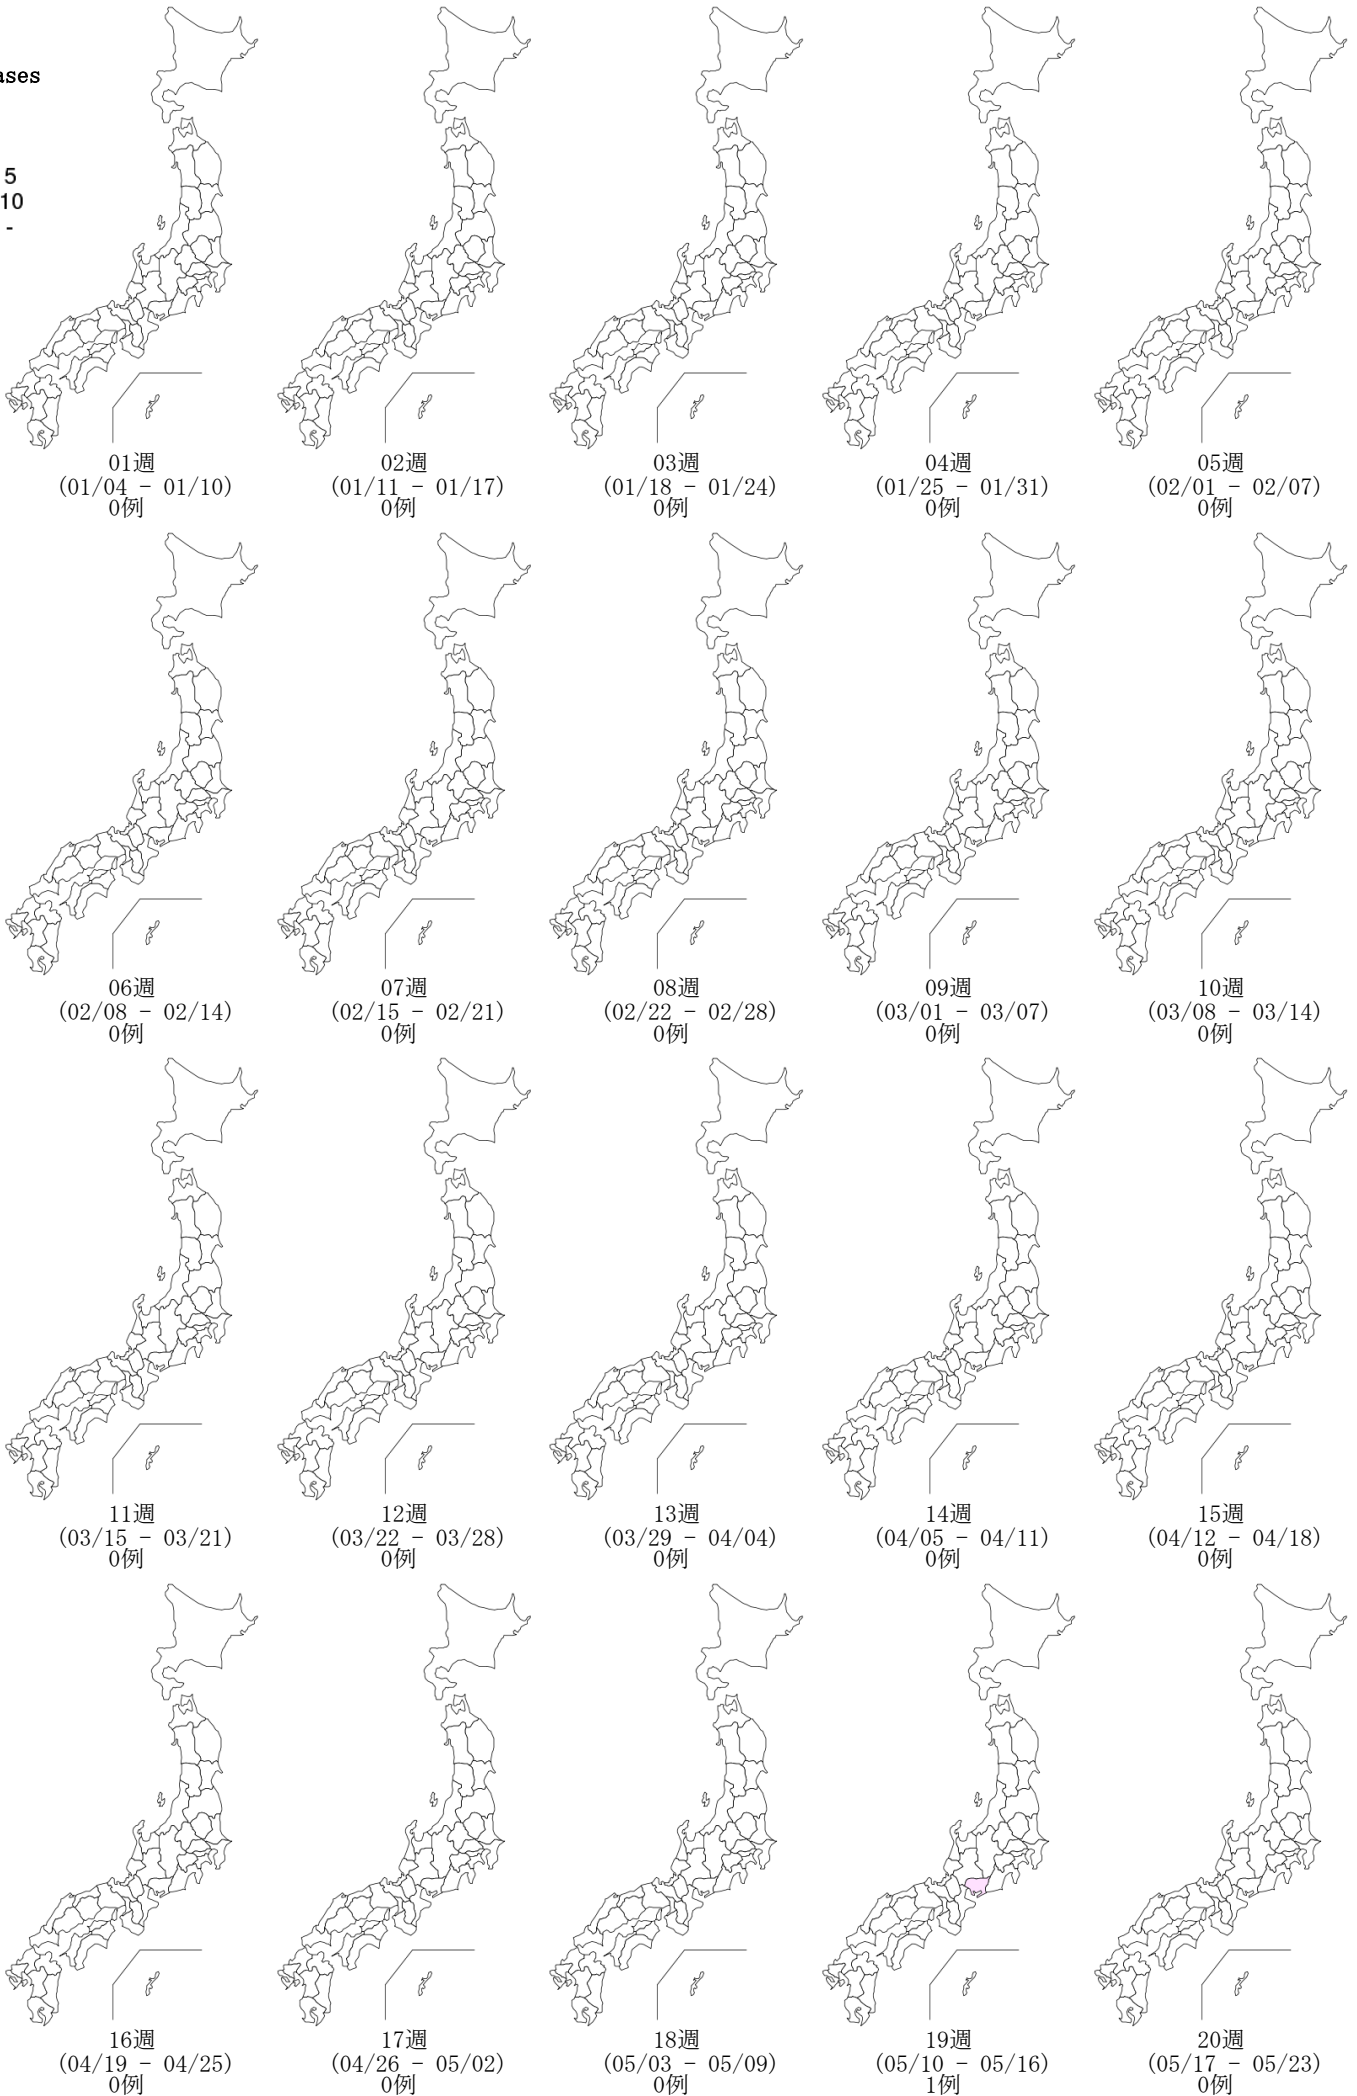 ases
5
10
-
01週
(01/04 - 01/10)
0例
02週
(01/11 - 01/17)
0例
03週
(01/18 - 01/24)
0例
04週
(01/25 - 01/31)
0例
05週
(02/01 - 02/07)
0例
06週
(02/08 - 02/14)
0例
07週
(02/15 - 02/21)
0例
08週
(02/22 - 02/28)
0例
09週
(03/01 - 03/07)
0例
10週
(03/08 - 03/14)
0例
11週
(03/15 - 03/21)
0例
12週
(03/22 - 03/28)
0例
13週
(03/29 - 04/04)
0例
14週
(04/05 - 04/11)
0例
15週
(04/12 - 04/18)
0例
16週
(04/19 - 04/25)
0例
17週
(04/26 - 05/02)
0例
18週
(05/03 - 05/09)
0例
19週
(05/10 - 05/16)
1例
20週
(05/17 - 05/23)
0例